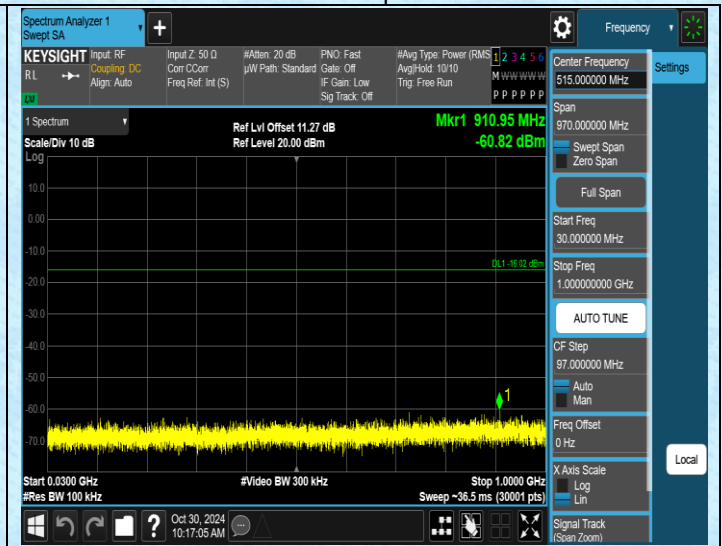 Spectrum Analyzer 1
Swept SA
+
Frequency
KEYSIGHT
RL
LXI
Input: RF
Coupling: DC
Align: Auto
Input Z: 50 Ω
Corr CCorr
Freq Ref: Int (S)
#Atten: 20 dB
µW Path: Standard
PNO: Fast
Gate: Off
IF Gain: Low
Sig Track: Off
#Avg Type: Power (RMS
Avg|Hold: 10/10
Trig: Free Run
1 2 3 4 5 6
M W W W W W
P P P P P P
1 Spectrum
Scale/Div 10 dB
Log
Ref Lvl Offset 11.27 dB
Ref Level 20.00 dBm
Mkr1 910.95 MHz
-60.82 dBm
10.0
0.00
-10.0
DL1 -16.02 dBm
-20.0
-30.0
-40.0
-50.0
1
-60.0
-70.0
Start 0.0300 GHz
#Video BW 300 kHz
Stop 1.0000 GHz
#Res BW 100 kHz
Sweep ~36.5 ms (30001 pts)
?
Oct 30, 2024
10:17:05 AM
Center Frequency
515.000000 MHz
Span
970.000000 MHz
Swept Span
Zero Span
Full Span
Start Freq
30.000000 MHz
Stop Freq
1.000000000 GHz
AUTO TUNE
CF Step
97.000000 MHz
Auto
Man
Freq Offset
0 Hz
X Axis Scale
Log
Lin
Signal Track
(Span Zoom)
Settings
Local